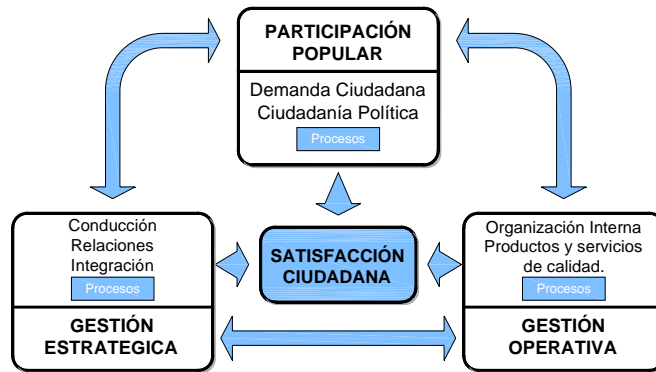 PARTICIPACIÓN
POPULAR
Demanda Ciudadana
Ciudadanía Política
Procesos
Conducción
Relaciones
Integración
Procesos
GESTIÓN
ESTRATEGICA
SATISFACCIÓN
CIUDADANA
Organización Interna
Productos y servicios
de calidad.
Procesos
GESTIÓN
OPERATIVA